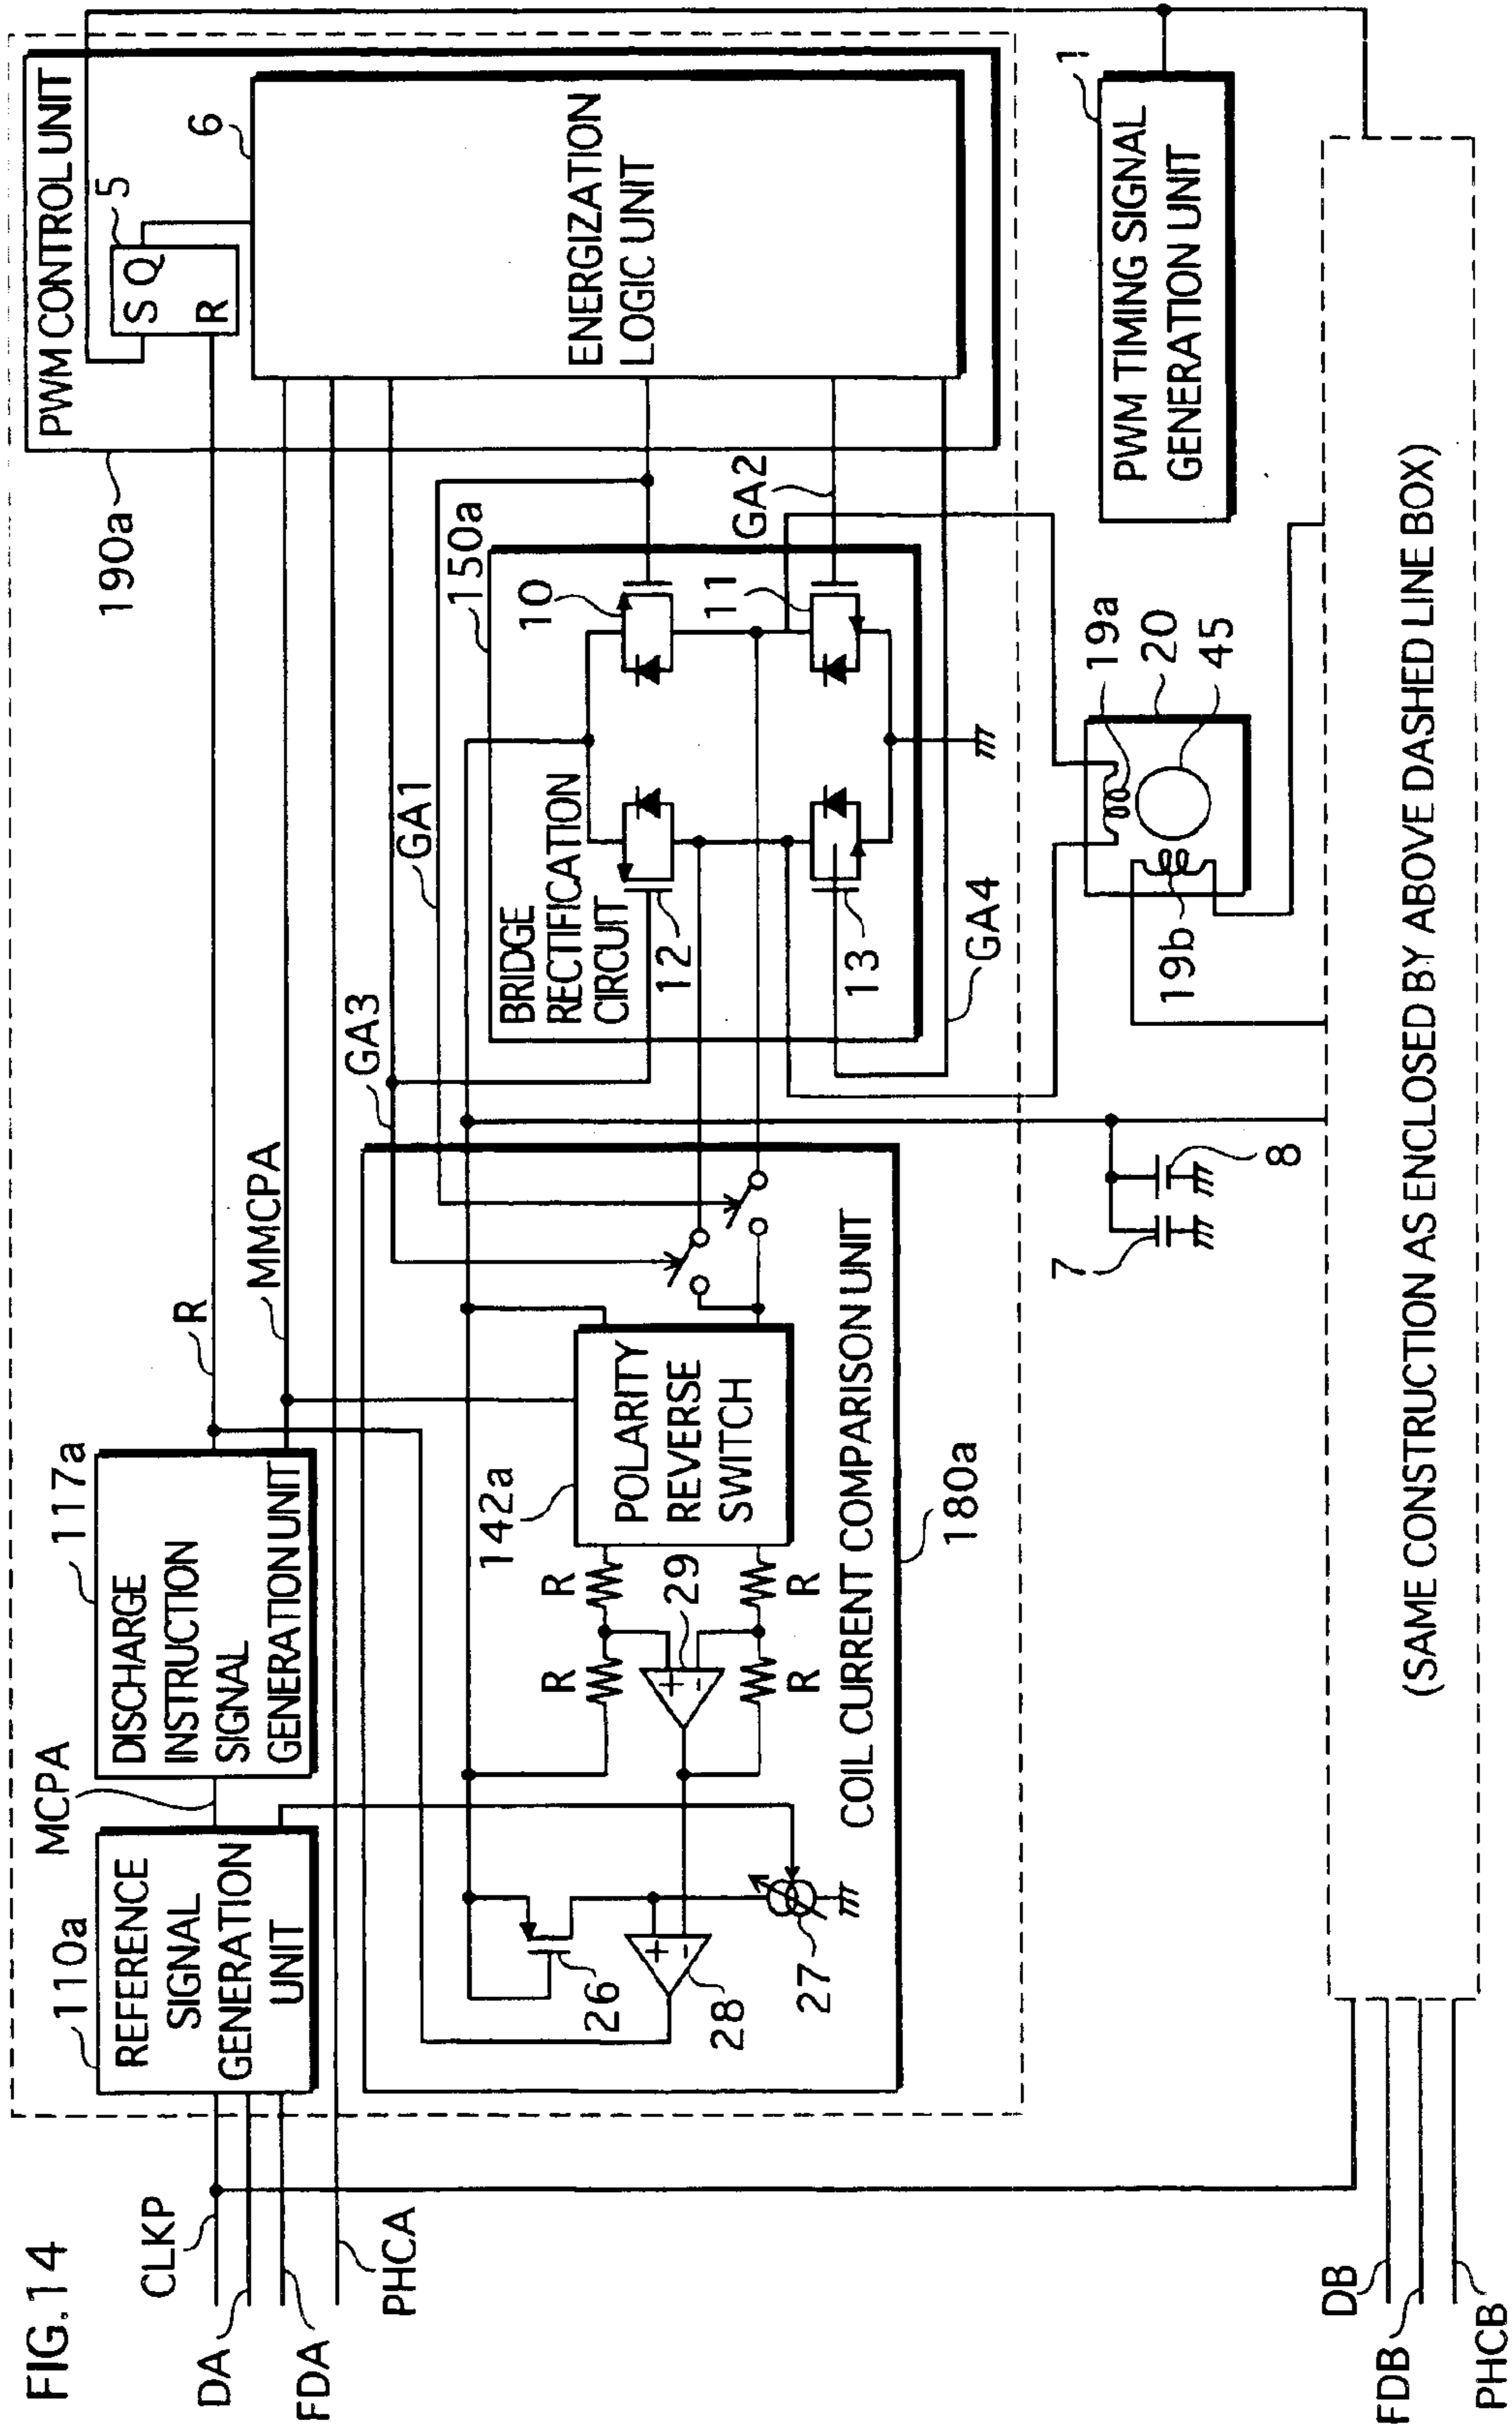 FIG.14
CLKP
DA
FDA
PHCA
110a
REFERENCE
SIGNAL
GENERATION
UNIT
MCPA
117a
DISCHARGE
INSTRUCTION
SIGNAL
GENERATION UNIT
R
MMCPA
GA3
GA1
190a
PWM CONTROL UNIT
5
S Q
R
6
ENERGIZATION
LOGIC UNIT
150a
BRIDGE
RECTIFICATION
CIRCUIT
10
11
12
13
GA2
GA4
142a
POLARITY
REVERSE
SWITCH
R
R
R
R
29
+
-
26
28
+
-
27
COIL CURRENT COMPARISON UNIT
180a
7
8
19a
20
45
19b
1
PWM TIMING SIGNAL
GENERATION UNIT
DB
FDB
PHCB
(SAME CONSTRUCTION AS ENCLOSED BY ABOVE DASHED LINE BOX)